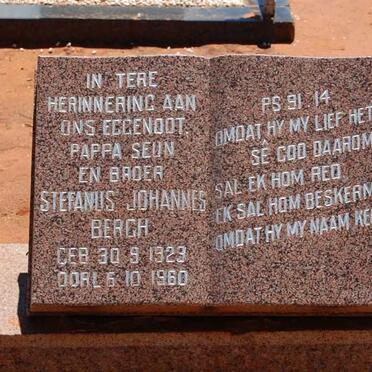 IN TERE
HERINNERING AAN
ONS EGGENOOT,
PAPPA SEUN
EN BROER
STEFANUS JOHANNES
BERGH
GEB 30·9·1923
OORL 6·10·1960
PS 91 14
OMDAT HY MY LIEF HET
SÊ GOD DAAROM
SAL EK HOM RED
EK SAL HOM BESKERM
OMDAT HY MY NAAM KEN